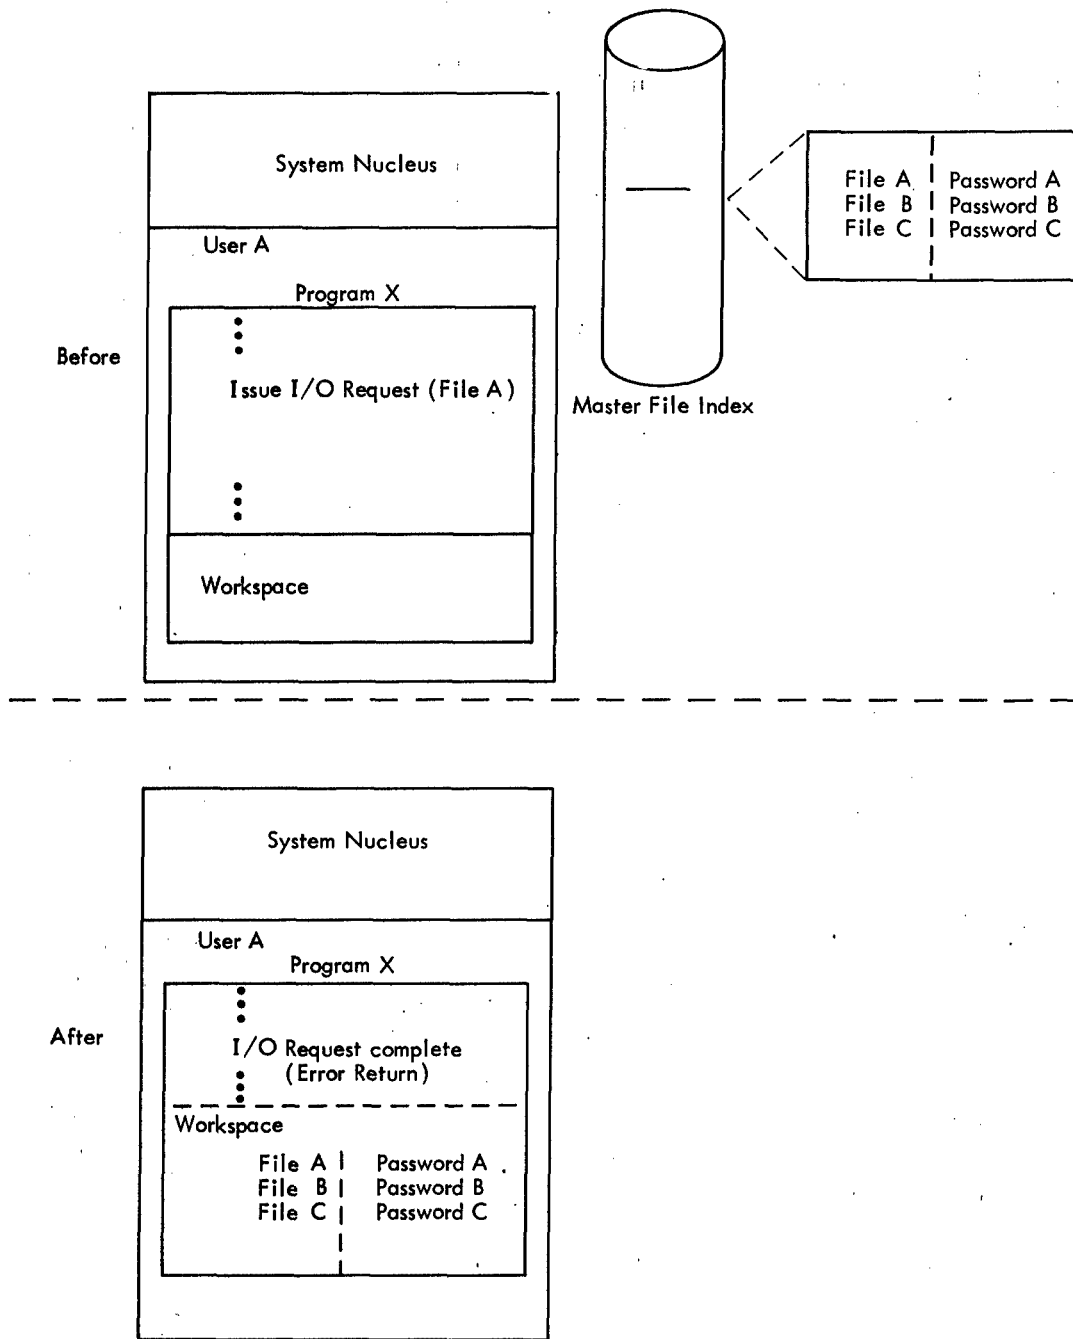 System Nucleus
User A
Program X
Before
Issue I/O Request (File A)
Workspace
Master File Index
File A | Password A
File B | Password B
File C | Password C
System Nucleus
User A
Program X
After
I/O Request complete
(Error Return)
Workspace
File A | Password A
File B | Password B
File C | Password C